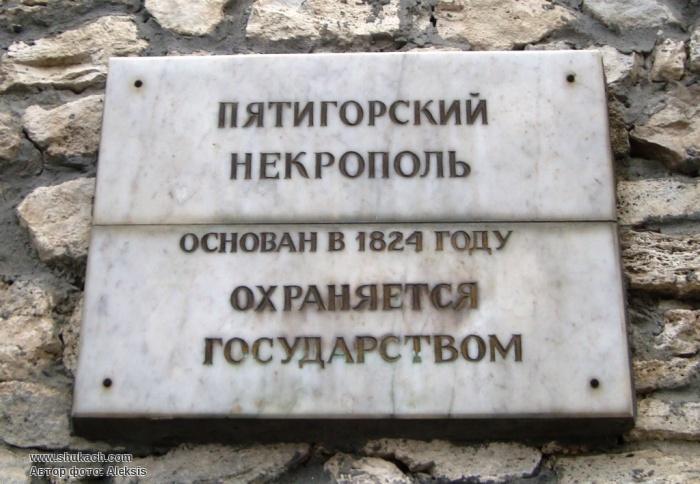 ПЯТИГОРСКИЙ
НЕКРОПОЛЬ
ОСНОВАН В 1824 ГОДУ
ОХРАНЯЕТСЯ
ГОСУДАРСТВОМ
www.shukach.com
Автор фото: Aleksis